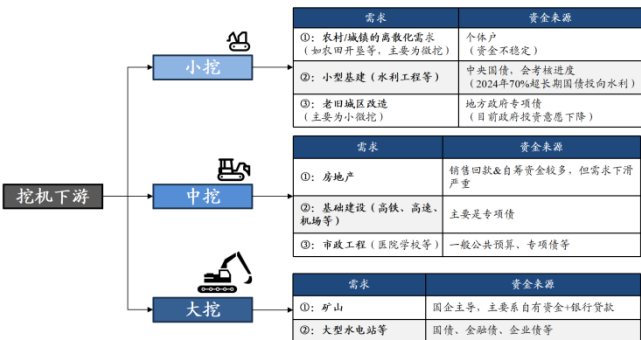 挖机下游
小挖
需求 资金来源
①：农村/城镇的离散化需求
（如农田开垦等，主要为微挖）
个体户
（资金不稳定）
②：小型基建（水利工程等）
中央国债，会考核进度
（2024年70%超长期国债投向水利）
③：老旧城区改造
（主要为小微挖）
地方政府专项债
（目前政府投资意愿下降）
中挖
需求 资金来源
①：房地产
销售回款&自筹资金较多，但需求下滑
严重
②：基础建设（高铁、高速、
机场等）
主要是专项债
③：市政工程（医院学校等）
一般公共预算、专项债等
大挖
需求 资金来源
①：矿山
国企主导，主要系自有资金+银行贷款
②：大型水电站等
国债、金融债、企业债等